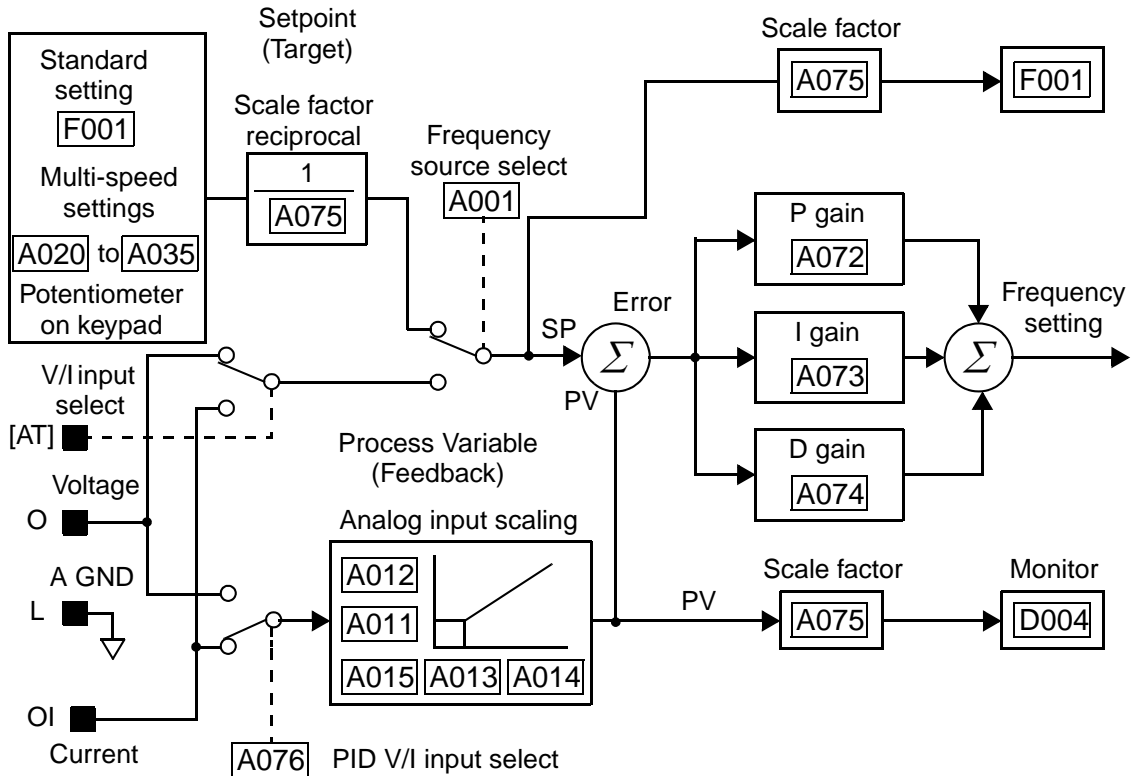 Setpoint
(Target)
Standard
setting
F001
Multi-speed
settings
A020 to A035
Potentiometer
on keypad
Scale factor
reciprocal
1
A075
Frequency
source select
A001
Scale factor
A075
F001
P gain
A072
I gain
A073
D gain
A074
Error
SP
Σ
PV
Σ
Frequency
setting
V/I input
select
[AT]
Voltage
O
A GND
L
OI
Current
Process Variable
(Feedback)
Analog input scaling
A012
A011
A015 A013 A014
A076 PID V/I input select
PV
Scale factor
A075
Monitor
D004